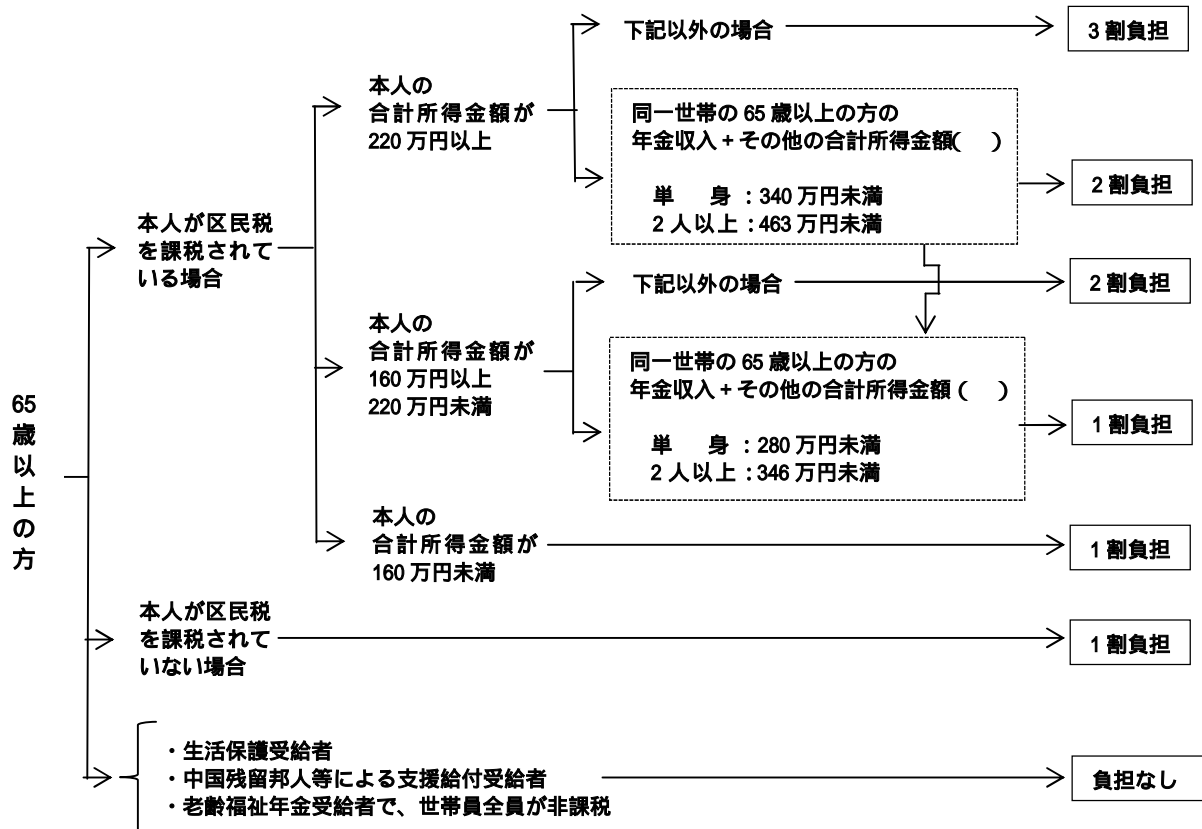 65歳以上の方
本人が区民税
を課税されて
いる場合
本人の
合計所得金額が
220万円以上
下記以外の場合
3割負担
同一世帯の65歳以上の方の
年金収入+その他の合計所得金額( )
単 身 :340万円未満
2人以上 :463万円未満
2割負担
本人の
合計所得金額が
160万円以上
220万円未満
下記以外の場合
2割負担
同一世帯の65歳以上の方の
年金収入+その他の合計所得金額( )
単 身 :280万円未満
2人以上 :346万円未満
1割負担
本人の
合計所得金額が
160万円未満
1割負担
本人が区民税
を課税されて
いない場合
1割負担
・生活保護受給者
・中国残留邦人等による支援給付受給者
・老齢福祉年金受給者で、世帯員全員が非課税
負担なし